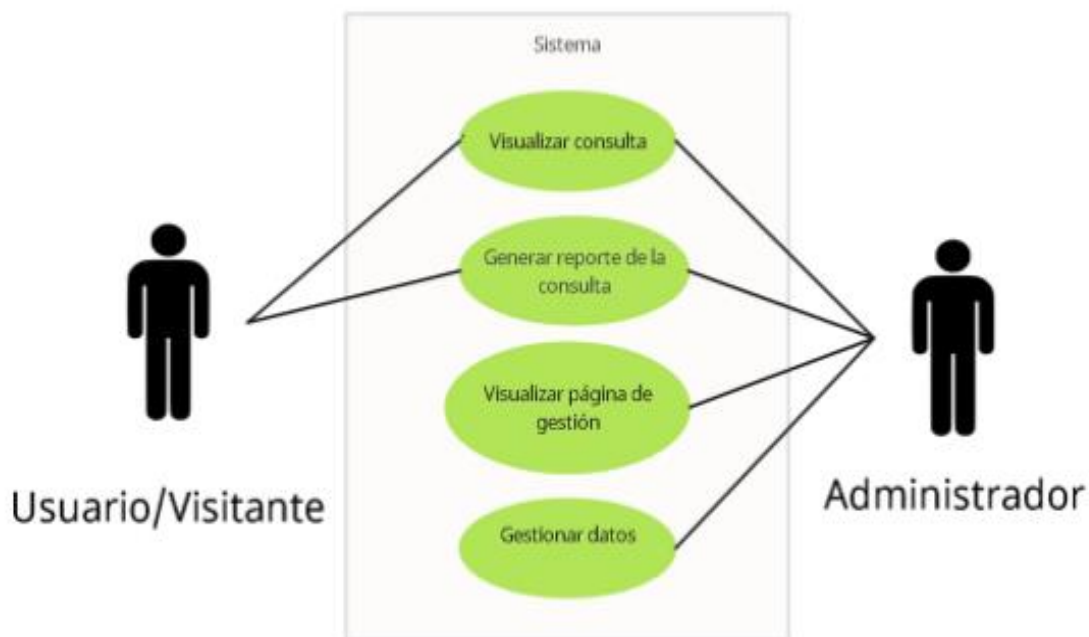 Sistema
Visualizar consulta
Generar reporte de la
consulta
Visualizar página de
gestión
Gestionar datos
Usuario/Visitante
Administrador